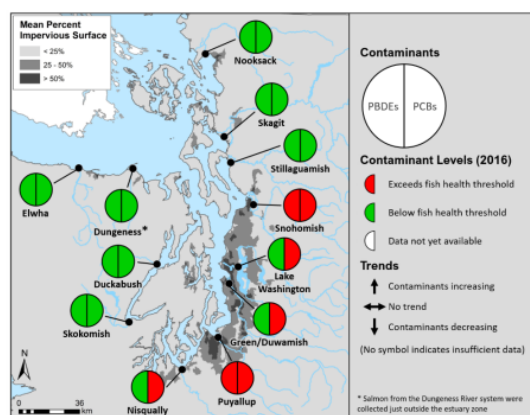 Mean Percent
Impervious Surface
< 25%
25 - 50%
> 50%
Nooksack
Skagit
Stillaguamish
Elwha
Dungeness*
Snohomish
Duckabush
Lake
Washington
Skokomish
Green/Duwamish
Nisqually
Puyallup
N
0 36
km
Contaminants
PBDEs PCBs
Contaminant Levels (2016)
Exceeds fish health threshold
Below fish health threshold
Data not yet available
Trends
Contaminants increasing
No trend
Contaminants decreasing
(No symbol indicates insufficient data)
* Salmon from the Dungeness River system were
collected just outside the estuary zone